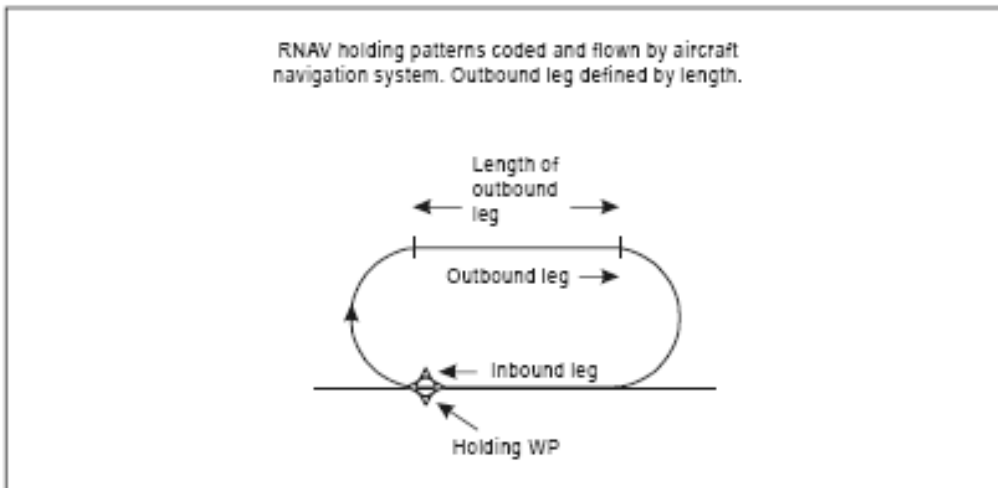 RNAV holding patterns coded and flown by aircraft
navigation system. Outbound leg defined by length.
Length of
outbound
leg
Outbound leg
Inbound leg
Holding WP